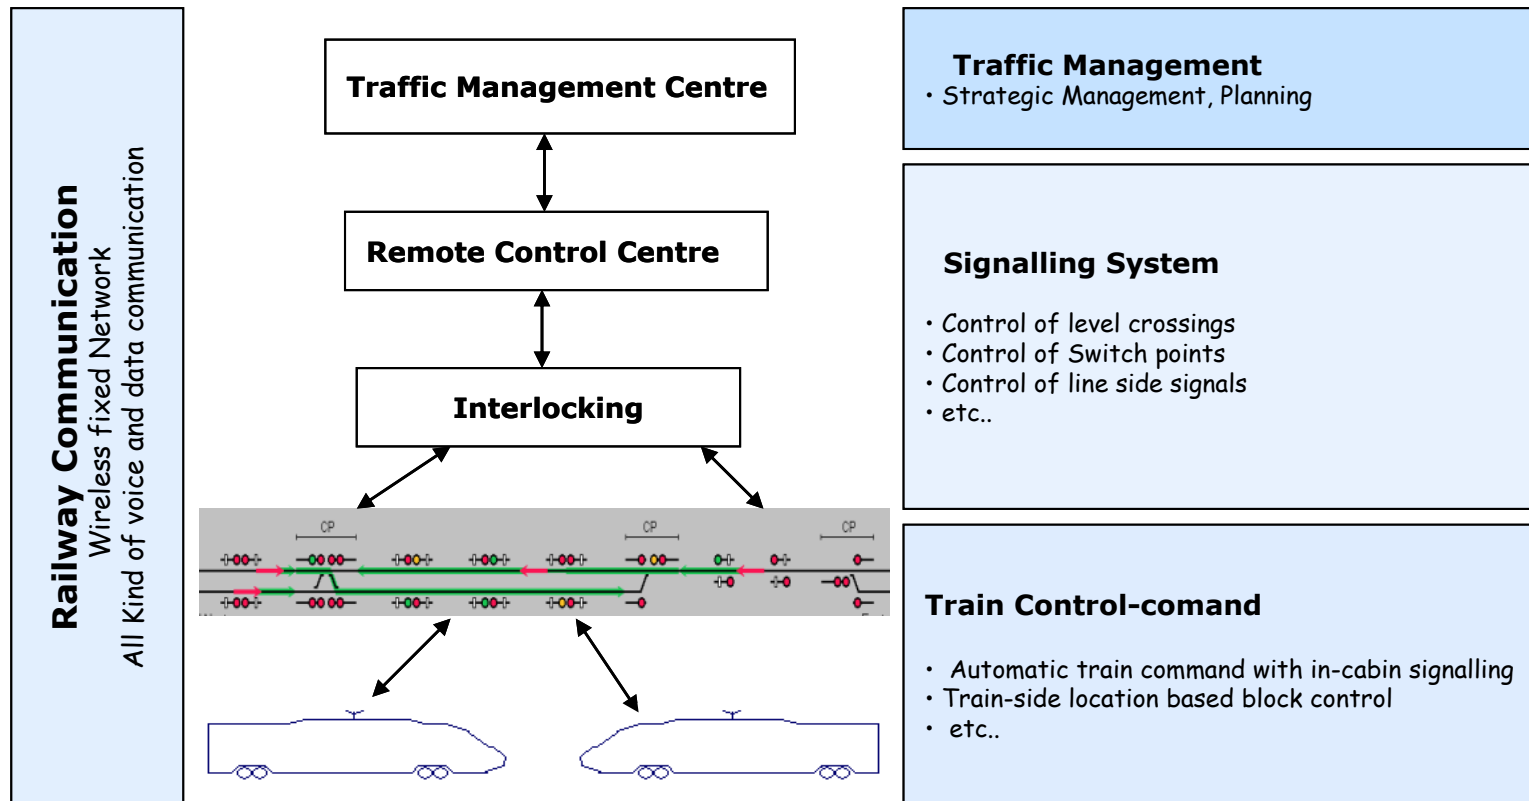 Railway Communication
Wireless fixed Network
All Kind of voice and data communication
Traffic Management Centre
Remote Control Centre
Interlocking
CP
CP
CP
Traffic Management
• Strategic Management, Planning
Signalling System
• Control of level crossings
• Control of Switch points
• Control of line side signals
• etc..
Train Control-comand
• Automatic train command with in-cabin signalling
• Train-side location based block control
• etc..